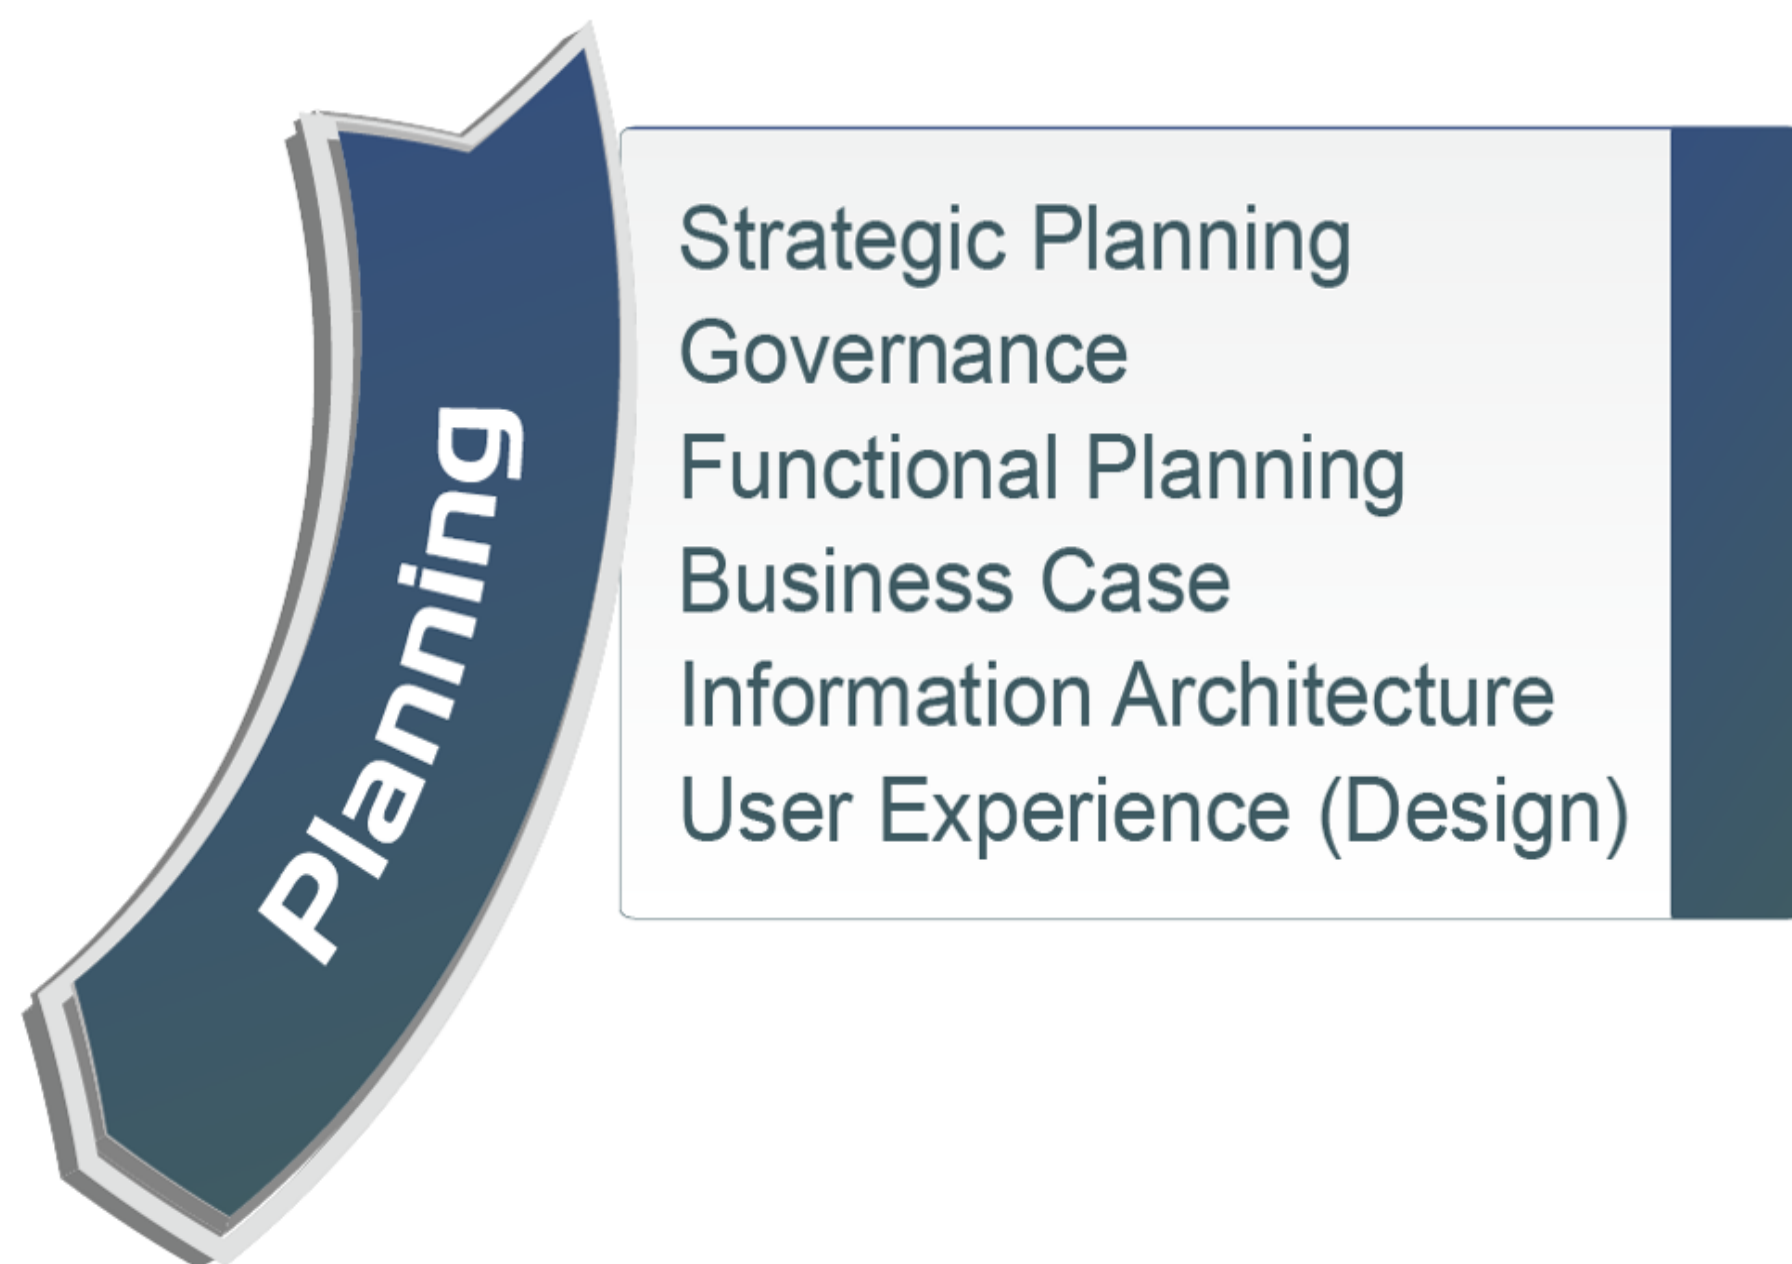 Planning
Strategic Planning
Governance
Functional Planning
Business Case
Information Architecture
User Experience (Design)